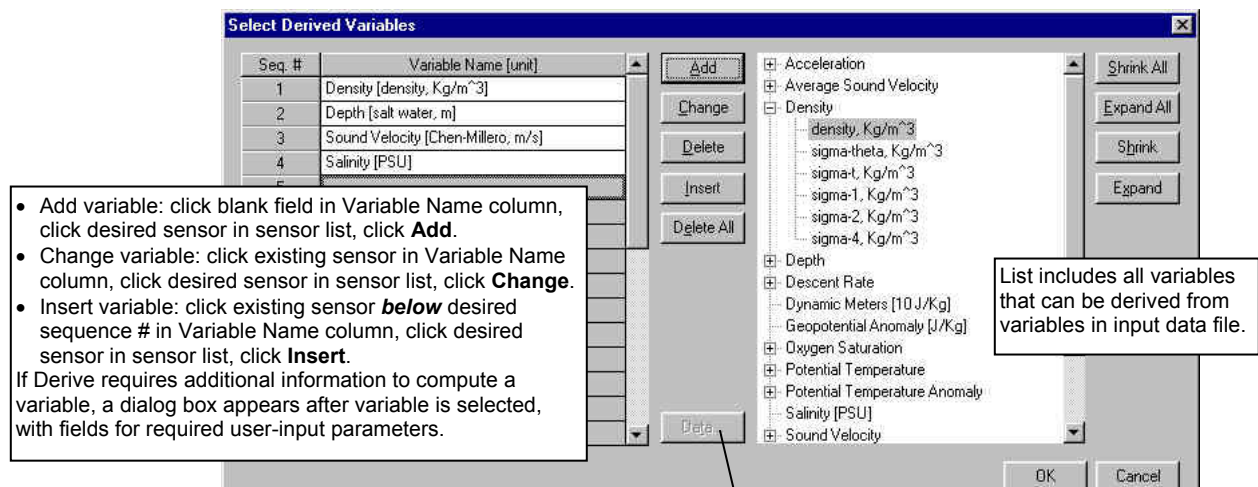 Select Derived Variables
Seq. # Variable Name [unit]
1 Density [density, Kg/m^3]
2 Depth [salt water, m]
3 Sound Velocity [Chen-Millero, m/s]
4 Salinity [PSU]
• Add variable: click blank field in Variable Name column,
click desired sensor in sensor list, click Add.
• Change variable: click existing sensor in Variable Name
column, click desired sensor in sensor list, click Change.
• Insert variable: click existing sensor below desired
sequence # in Variable Name column, click desired
sensor in sensor list, click Insert.
If Derive requires additional information to compute a
variable, a dialog box appears after variable is selected,
with fields for required user-input parameters.
Add
Change
Delete
Insert
Delete All
Data...
Acceleration
Average Sound Velocity
Density
density, Kg/m^3
sigma-theta, Kg/m^3
sigma-t, Kg/m^3
sigma-1, Kg/m^3
sigma-2, Kg/m^3
sigma-4, Kg/m^3
Depth
Descent Rate
Dynamic Meters [10 J/Kg]
Geopotential Anomaly [J/Kg]
Oxygen Saturation
Potential Temperature
Potential Temperature Anomaly
Salinity [PSU]
Sound Velocity
Shrink All
Expand All
Shrink
Expand
List includes all variables
that can be derived from
variables in input data file.
OK
Cancel